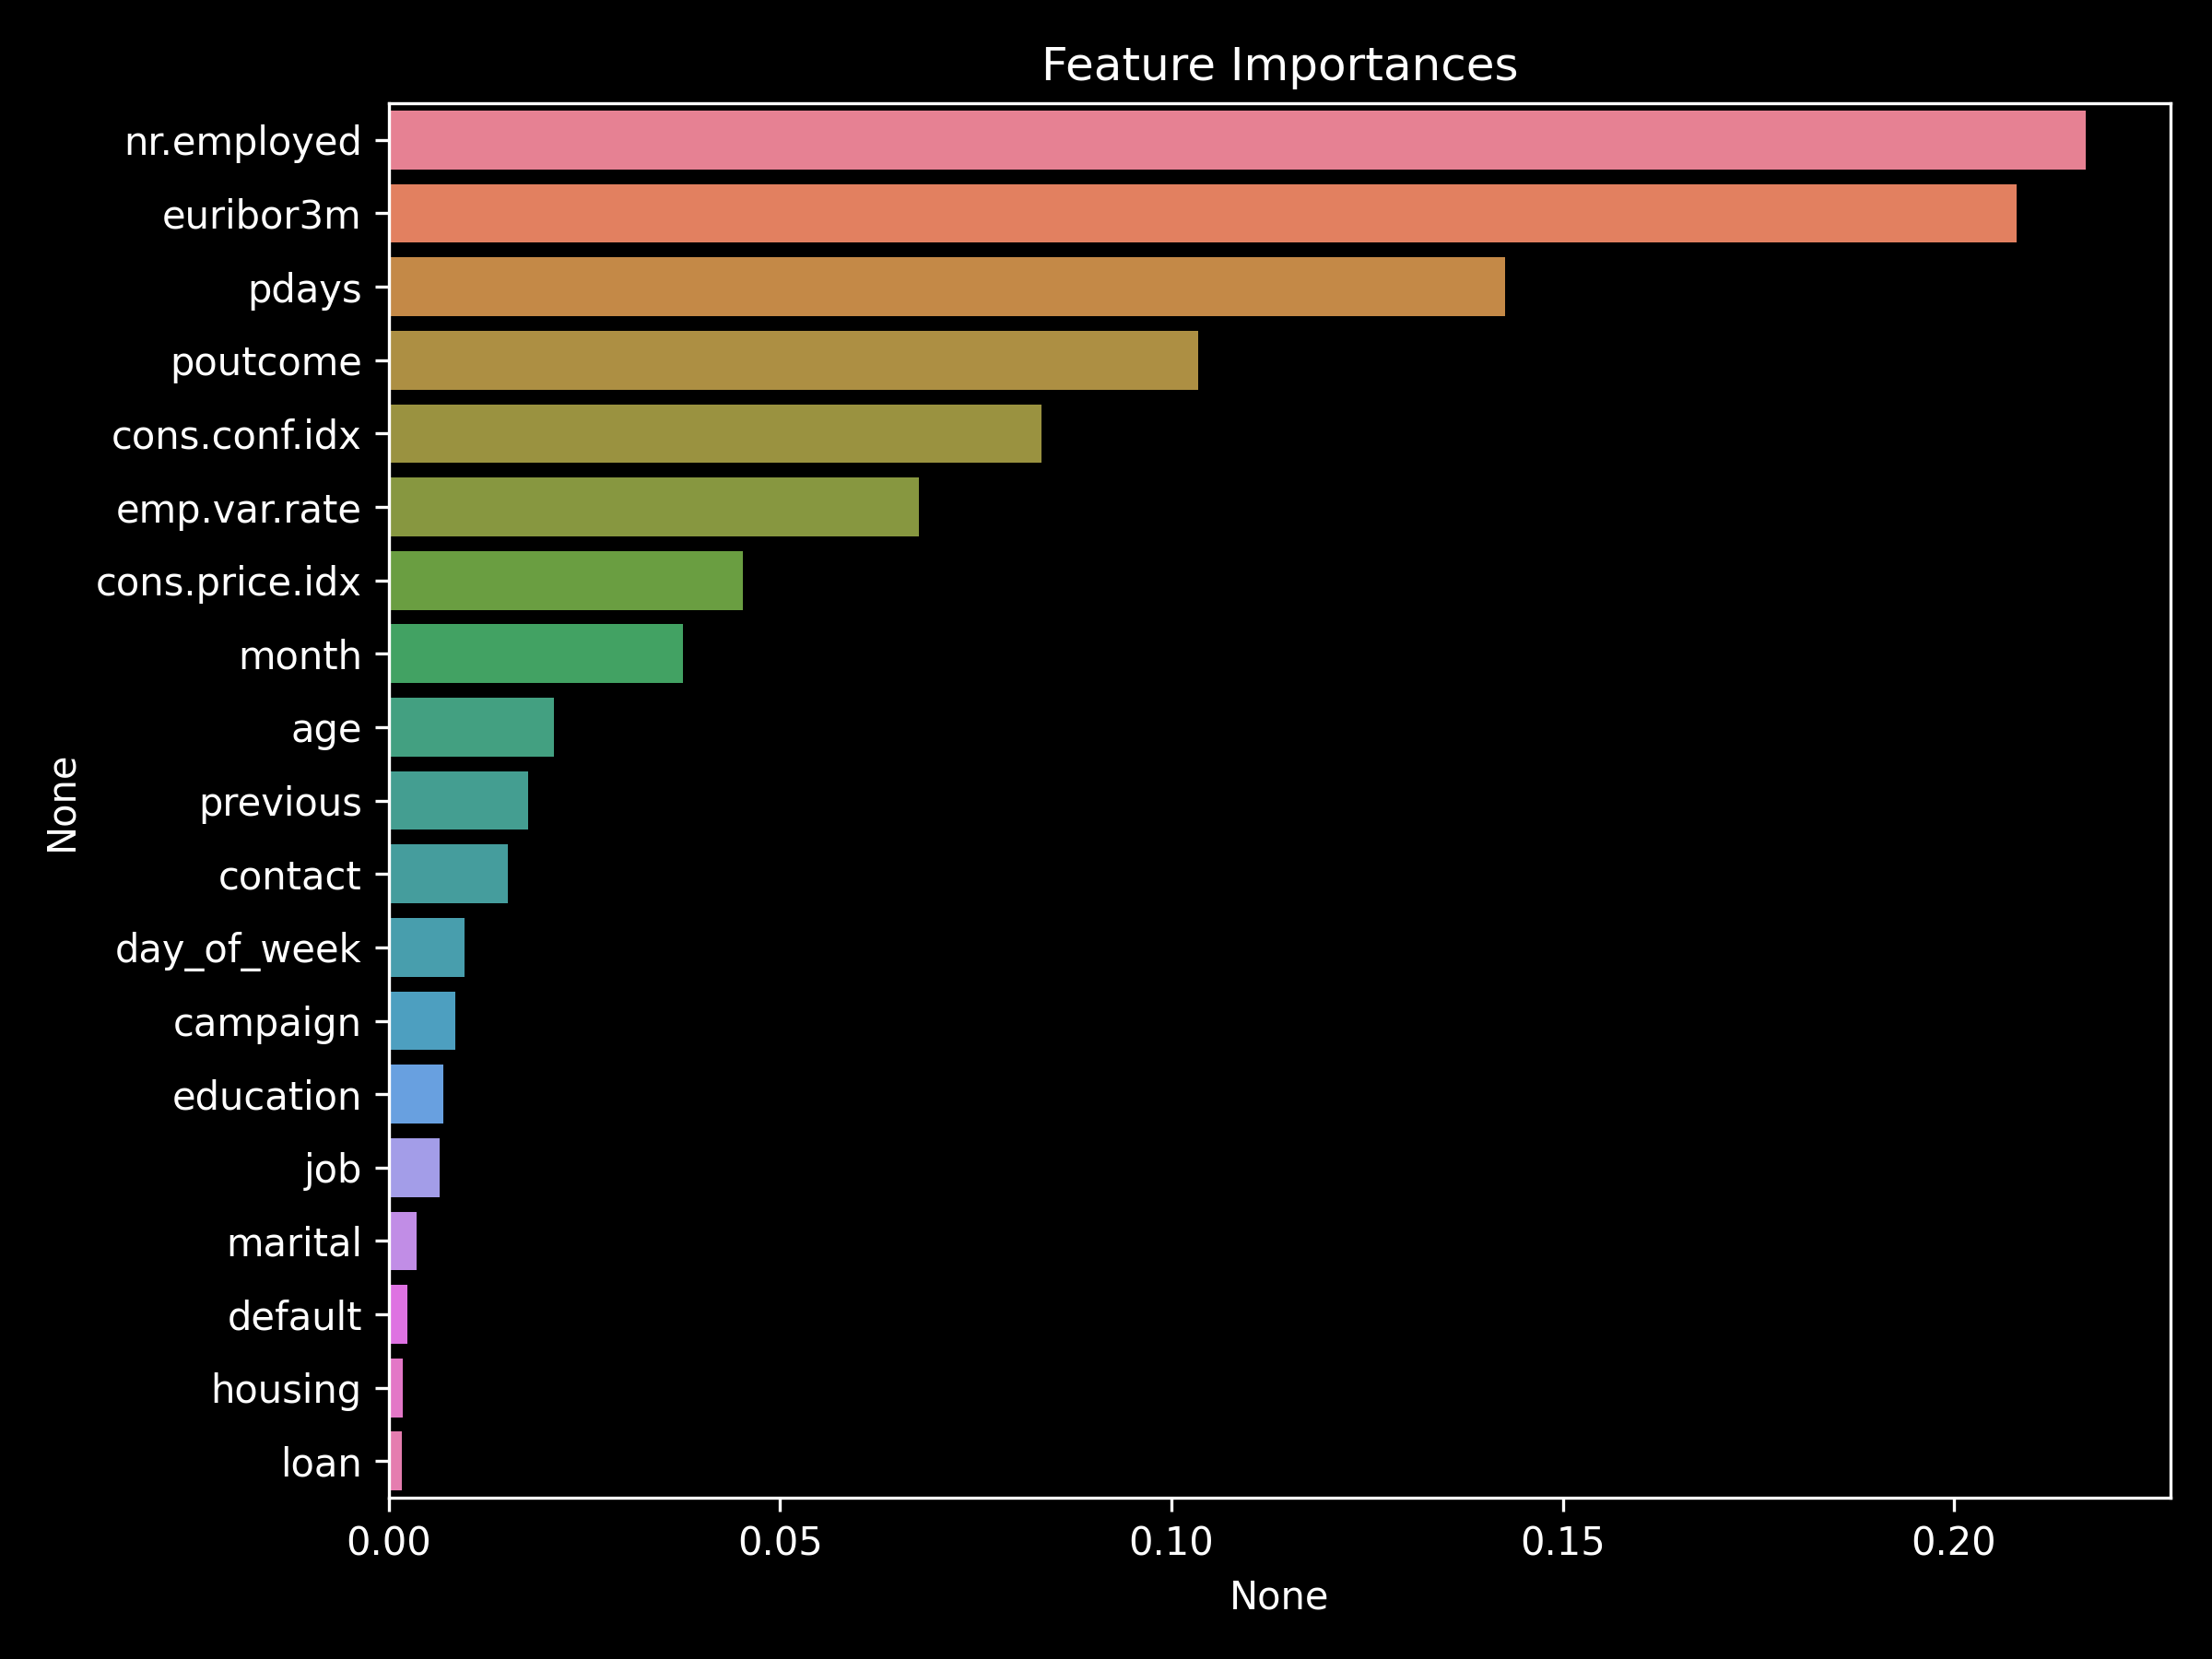 Feature Importances
nr.employed
euribor3m
pdays
poutcome
cons.conf.idx
emp.var.rate
cons.price.idx
month
age
previous
contact
day_of_week
campaign
education
job
marital
default
housing
loan
None
0.00 0.05 0.10 0.15 0.20
None